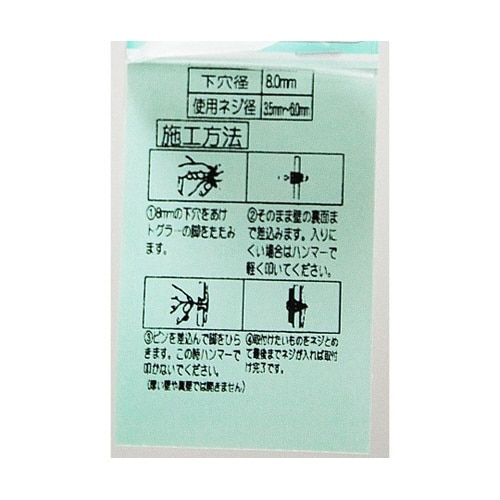 下穴径 8.0mm
使用ネジ径 3.5mm~6.0mm
施工方法
①8mmの下穴をあけ
トグラーの脚をたたみ
ます。
②そのまま壁の裏面ま
で差込みます。入りに
くい場合はハンマーで
軽く叩いてください。
③ピンを差込んで脚をひら
きます。この時ハンマーで
叩かないでください。
(厚い壁や真壁では開きません)
④取付けたいものをネジとめ
て最後までネジが入れば取付
け完了です。